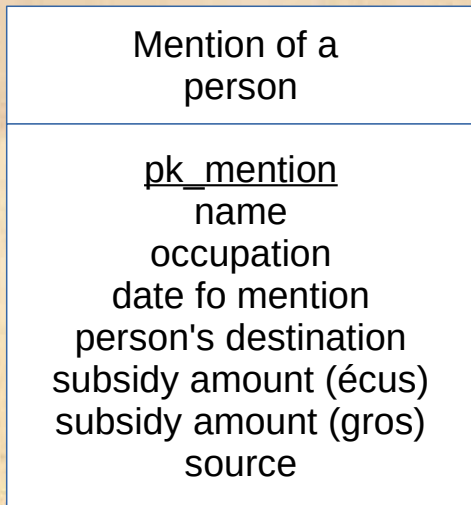 Mention of a
person
pk_mention
name
occupation
date fo mention
person's destination
subsidy amount (écus)
subsidy amount (gros)
source